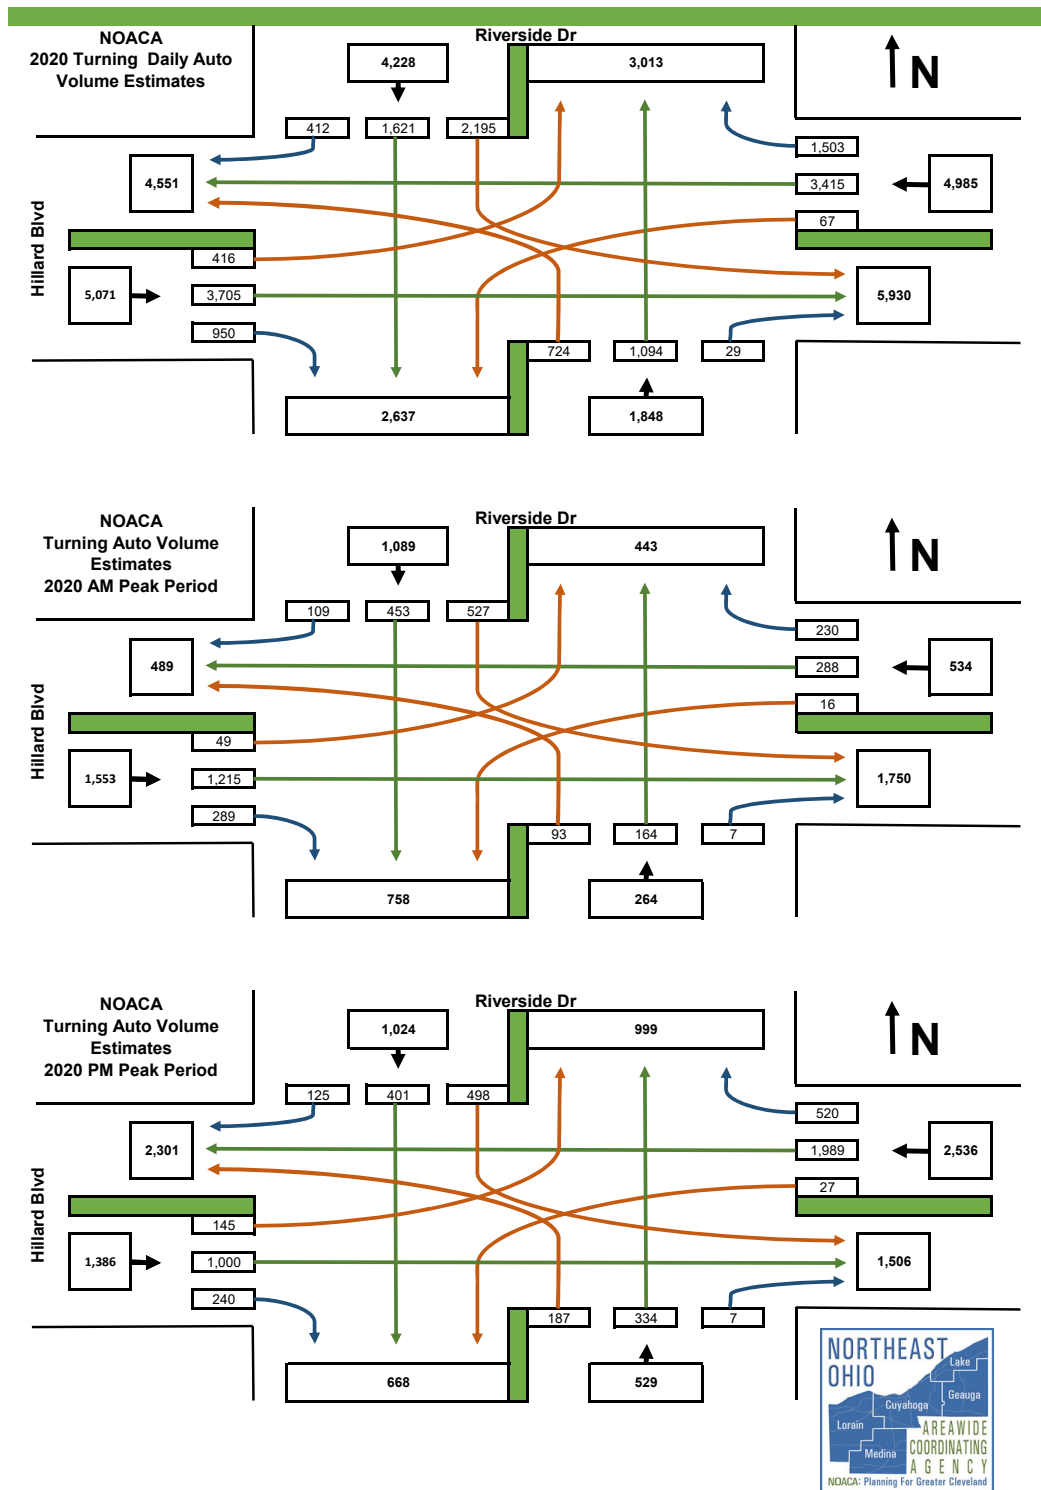 Riverside Dr
NOACA
2020 Turning Daily Auto
Volume Estimates
4,228
3,013
N
412
1,621
2,195
1,503
4,551
3,415
4,985
67
Hillard Blvd
416
5,071
3,705
5,930
950
724
1,094
29
2,637
1,848
Riverside Dr
NOACA
Turning Auto Volume
Estimates
2020 AM Peak Period
1,089
443
N
109
453
527
230
489
288
534
16
Hillard Blvd
49
1,553
1,215
1,750
289
93
164
7
758
264
Riverside Dr
NOACA
Turning Auto Volume
Estimates
2020 PM Peak Period
1,024
999
N
125
401
498
520
2,301
1,989
2,536
27
Hillard Blvd
145
1,386
1,000
1,506
240
187
334
7
668
529
NORTHEAST
OHIO
Lake
Geauga
Cuyahoga
Lorain
Medina
AREAWIDE
COORDINATING
AGENCY
NOACA: Planning For Greater Cleveland